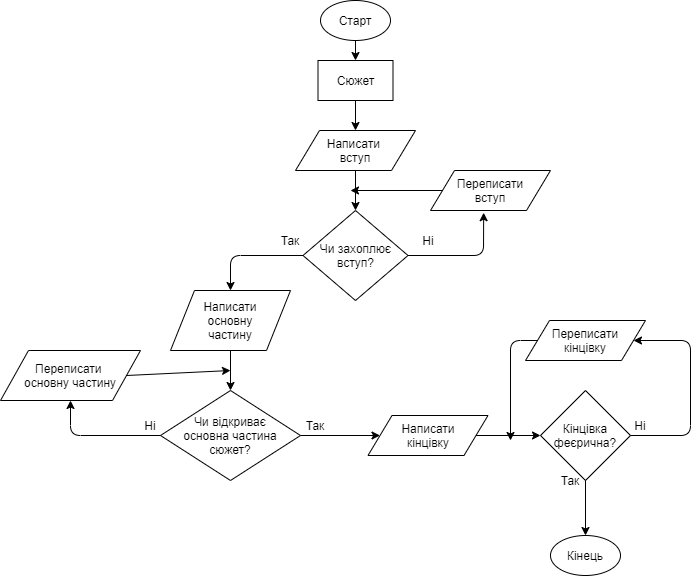 Старт
Сюжет
Написати
вступ
Переписати
вступ
Так
Чи захоплює
вступ?
Ні
Написати
основну
частину
Переписати
основну частину
Ні
Чи відкриває
основна частина
сюжет?
Так
Написати
кінцівку
Переписати
кінцівку
Кінцівка
феєрична?
Ні
Так
Кінець